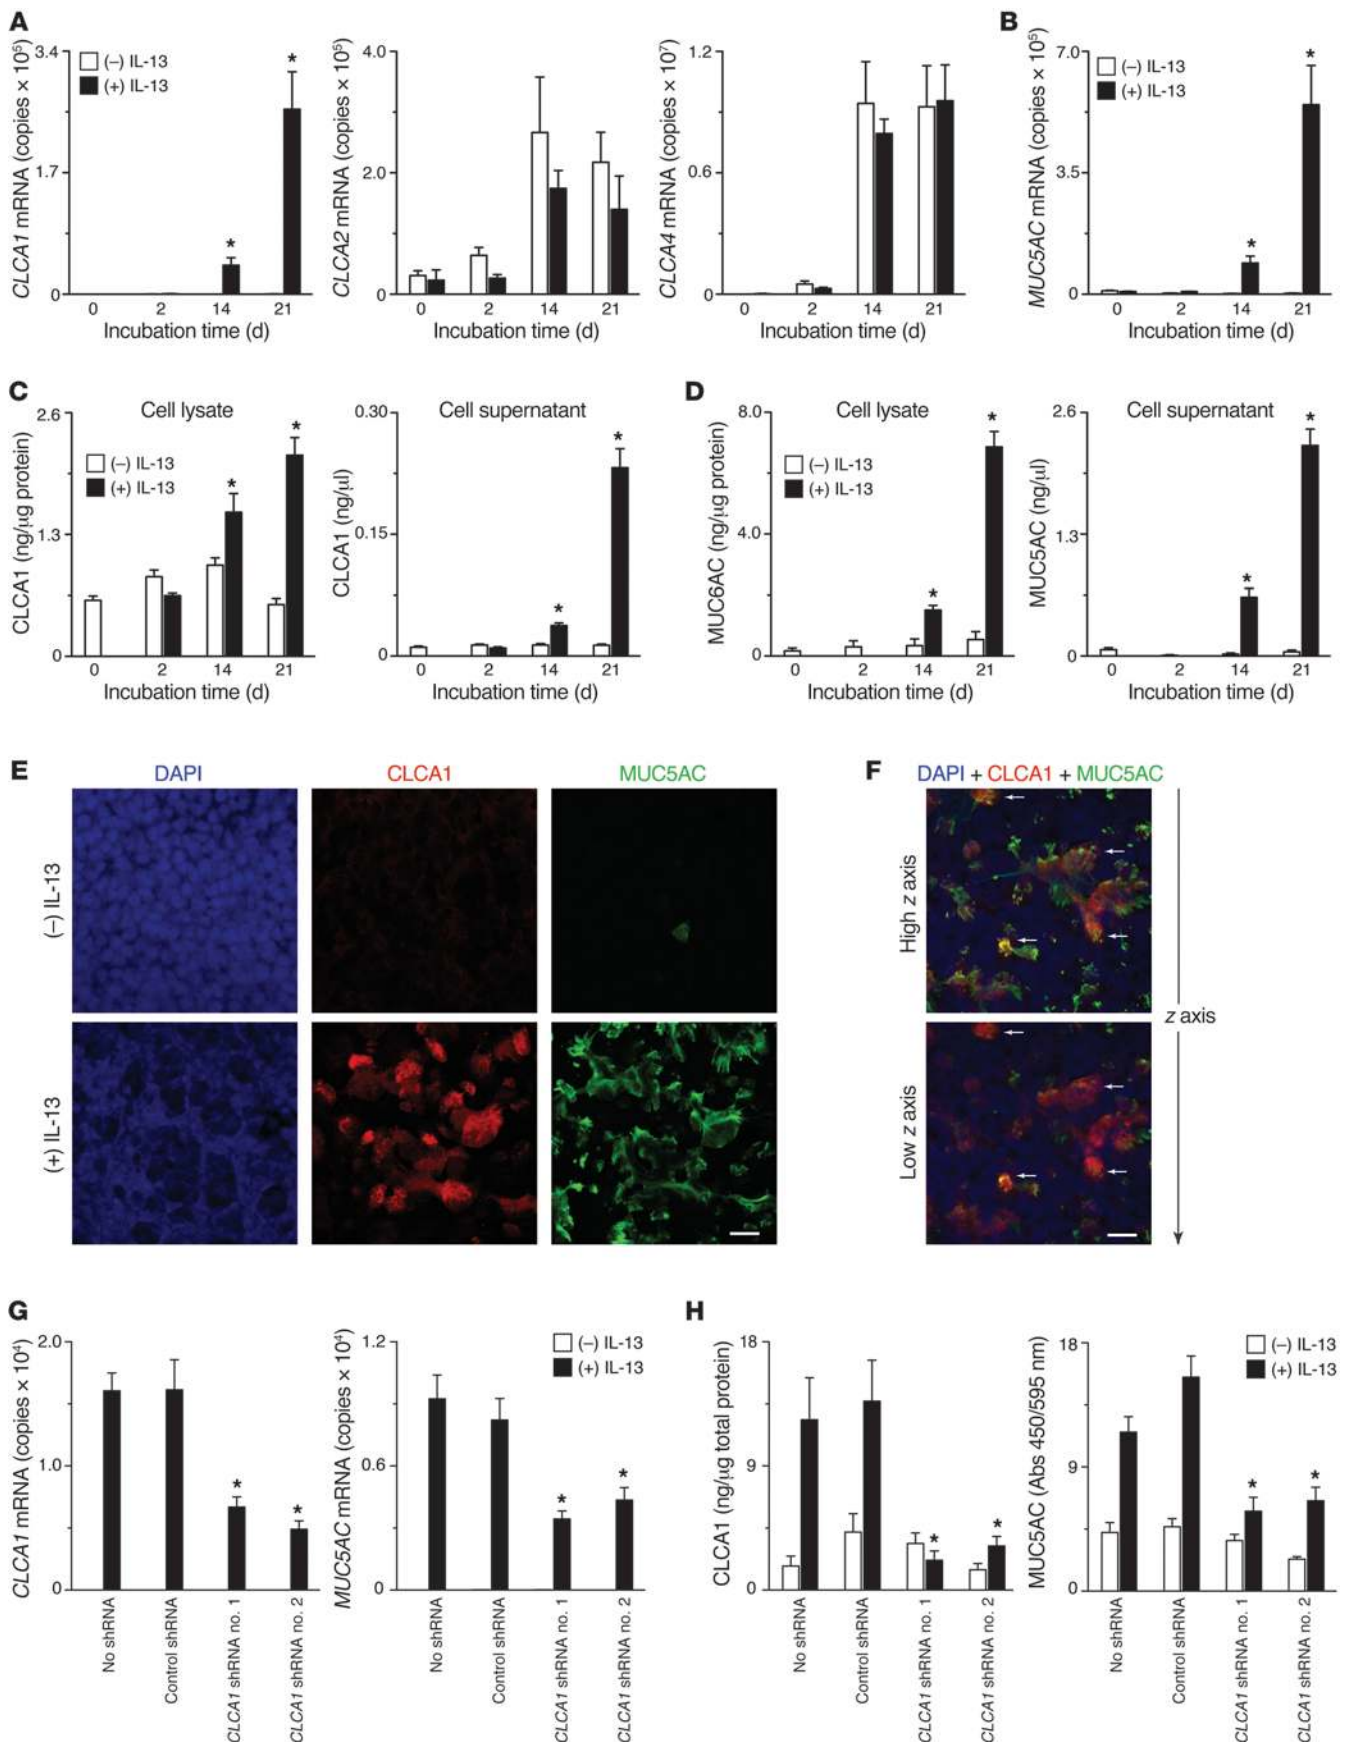 A
CLCA1 mRNA (copies × 10⁵)
3.4
1.7
0
(–) IL-13
(+) IL-13
*
*
0 2 14 21
Incubation time (d)
CLCA2 mRNA (copies × 10⁵)
4.0
2.0
0
0 2 14 21
Incubation time (d)
CLCA4 mRNA (copies × 10⁷)
1.2
0.6
0
0 2 14 21
Incubation time (d)
B
MUC5AC mRNA (copies × 10⁵)
7.0
3.5
0
(–) IL-13
(+) IL-13
*
*
0 2 14 21
Incubation time (d)
C
Cell lysate
CLCA1 (ng/µg protein)
2.6
1.3
0
(–) IL-13
(+) IL-13
*
*
0 2 14 21
Incubation time (d)
Cell supernatant
CLCA1 (ng/µl)
0.30
0.15
0
*
*
0 2 14 21
Incubation time (d)
D
Cell lysate
MUC6AC (ng/µg protein)
8.0
4.0
0
(–) IL-13
(+) IL-13
*
*
0 2 14 21
Incubation time (d)
Cell supernatant
MUC5AC (ng/µl)
2.6
1.3
0
*
*
0 2 14 21
Incubation time (d)
E
DAPI CLCA1 MUC5AC
(–) IL-13
(+) IL-13
F
DAPI + CLCA1 + MUC5AC
High z axis
Low z axis
z axis
G
CLCA1 mRNA (copies × 10⁴)
2.0
1.0
0
*
*
No shRNA
Control shRNA
CLCA1 shRNA no. 1
CLCA1 shRNA no. 2
MUC5AC mRNA (copies × 10⁴)
1.2
0.6
0
(–) IL-13
(+) IL-13
*
*
No shRNA
Control shRNA
CLCA1 shRNA no. 1
CLCA1 shRNA no. 2
H
CLCA1 (ng/µg total protein)
18
9
0
*
*
No shRNA
Control shRNA
CLCA1 shRNA no. 1
CLCA1 shRNA no. 2
MUC5AC (Abs 450/595 nm)
18
9
0
(–) IL-13
(+) IL-13
*
*
No shRNA
Control shRNA
CLCA1 shRNA no. 1
CLCA1 shRNA no. 2